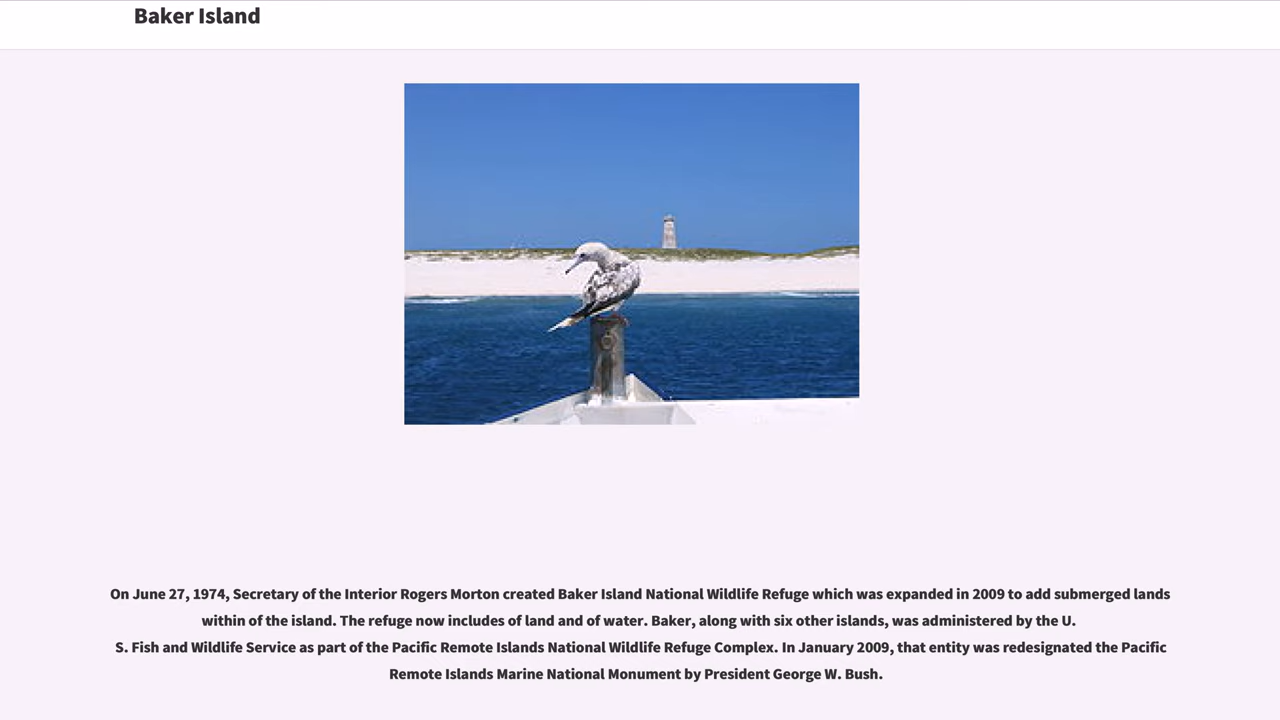 Baker Island
On June 27, 1974, Secretary of the Interior Rogers Morton created Baker Island National Wildlife Refuge which was expanded in 2009 to add submerged lands
within of the island. The refuge now includes of land and of water. Baker, along with six other islands, was administered by the U.
S. Fish and Wildlife Service as part of the Pacific Remote Islands National Wildlife Refuge Complex. In January 2009, that entity was redesignated the Pacific
Remote Islands Marine National Monument by President George W. Bush.